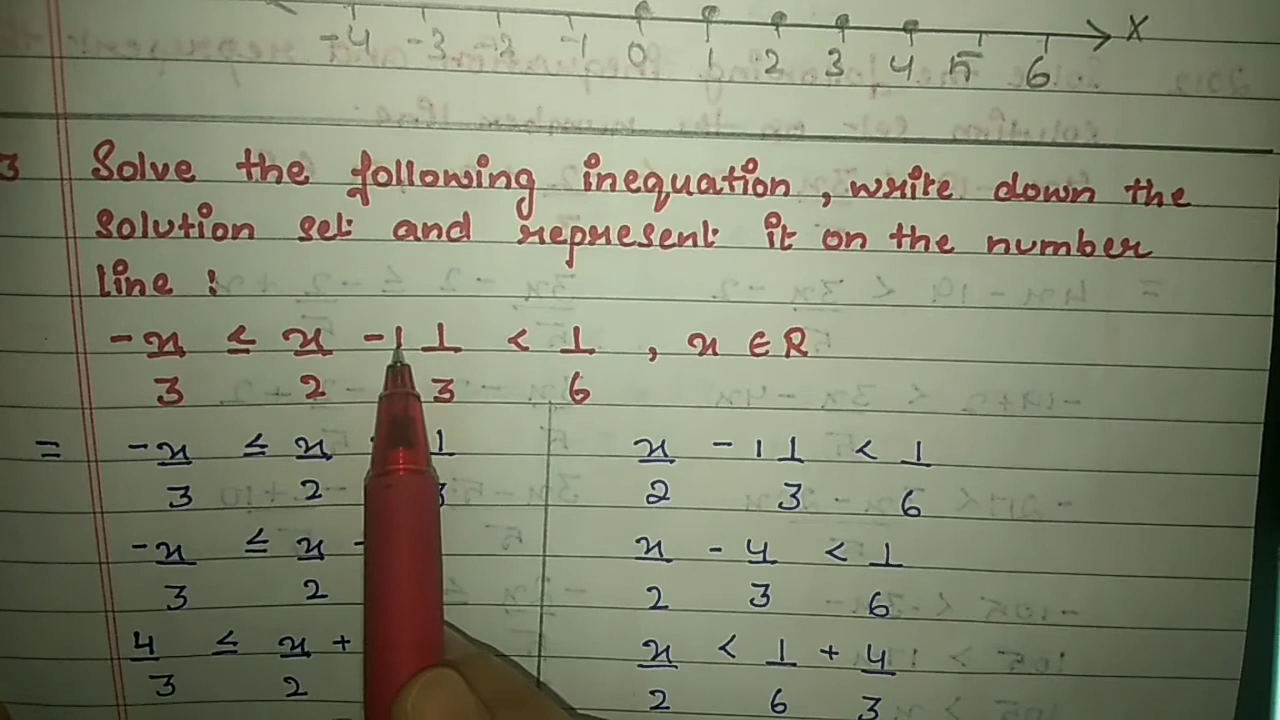 -4 -3 -2 -1 0 1 2 3 4 5 6 X
3 Solve the following inequation, write down the
solution set and represent it on the number
line :
-x/3 ≤ x/2 -1 1/3 < 1/6 , x ∈ R
= -x/3 ≤ x/2 1/3
x/2 - 1 1/3 < 1/6
-x/3 ≤ x/2 -
x/2 - 4/3 < 1/6
4/3 ≤ x/2 +
x/2 < 1/6 + 4/3